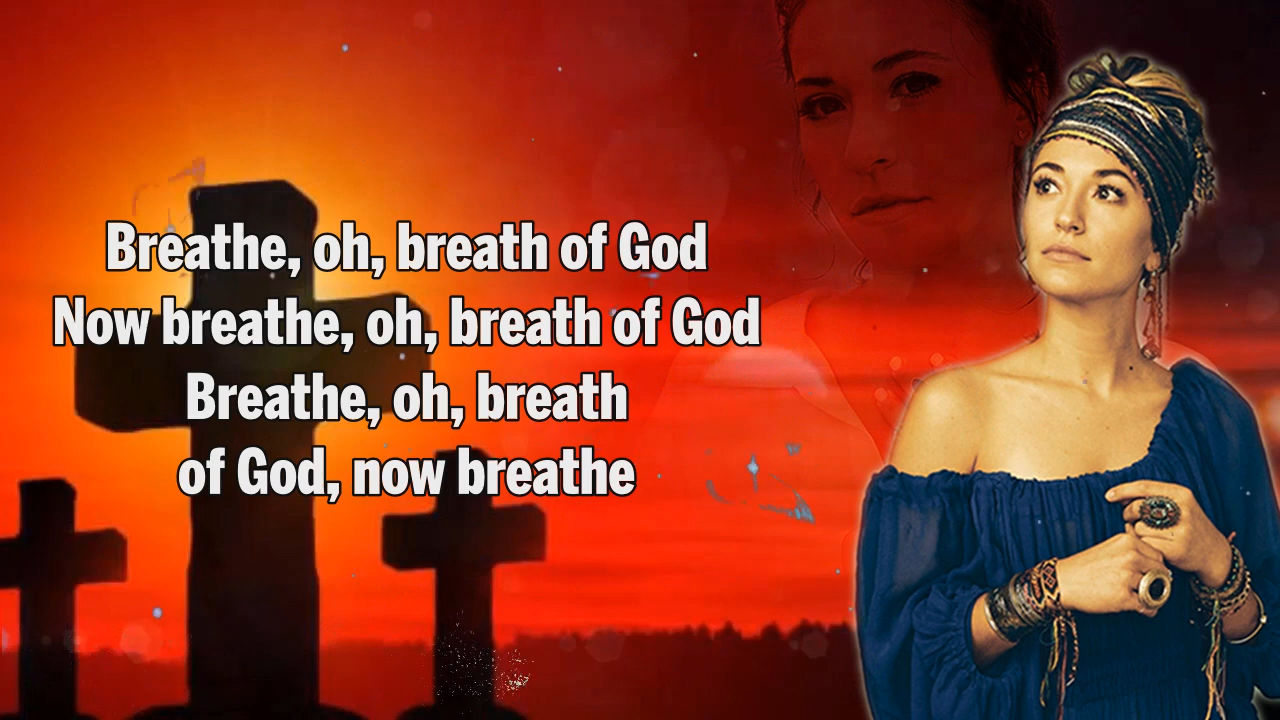 Breathe, oh, breath of God
Now breathe, oh, breath of God
Breathe, oh, breath
of God, now breathe